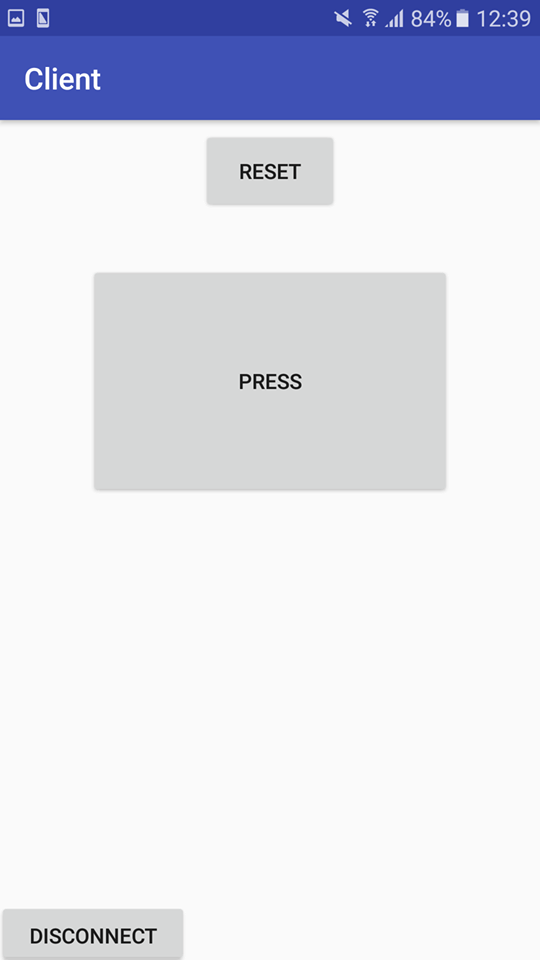 84% 12:39
Client
RESET
PRESS
DISCONNECT